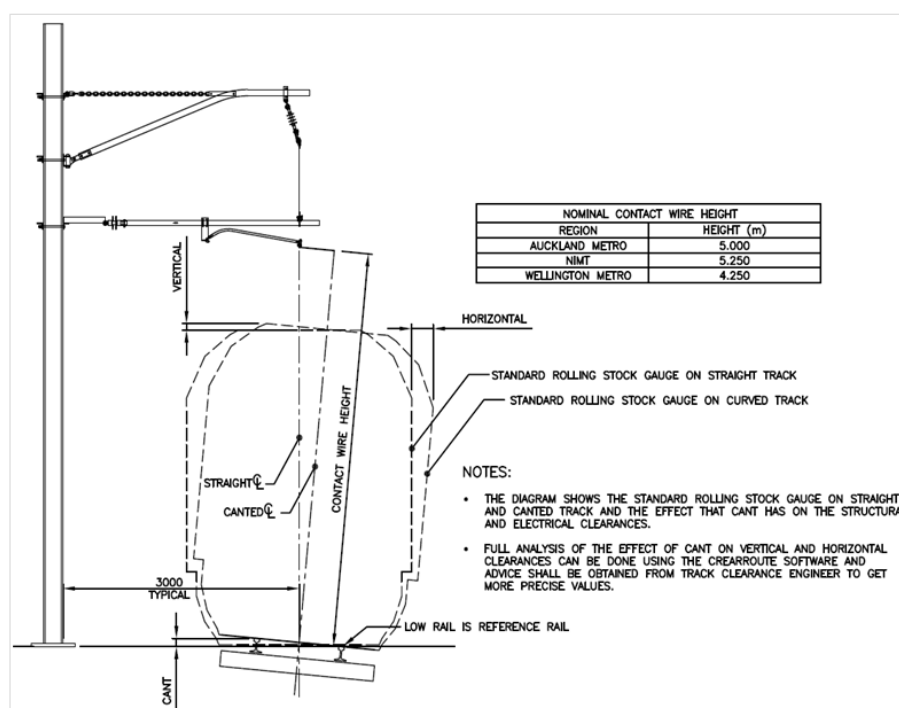 NOMINAL CONTACT WIRE HEIGHT
REGION HEIGHT (m)
AUCKLAND METRO 5.000
NIMT 5.250
WELLINGTON METRO 4.250
VERTICAL
HORIZONTAL
STANDARD ROLLING STOCK GAUGE ON STRAIGHT TRACK
STANDARD ROLLING STOCK GAUGE ON CURVED TRACK
CONTACT WIRE HEIGHT
STRAIGHT ℄
CANTED ℄
NOTES:
• THE DIAGRAM SHOWS THE STANDARD ROLLING STOCK GAUGE ON STRAIGHT
AND CANTED TRACK AND THE EFFECT THAT CANT HAS ON THE STRUCTURA
AND ELECTRICAL CLEARANCES.
• FULL ANALYSIS OF THE EFFECT OF CANT ON VERTICAL AND HORIZONTAL
CLEARANCES CAN BE DONE USING THE CREARROUTE SOFTWARE AND
ADVICE SHALL BE OBTAINED FROM TRACK CLEARANCE ENGINEER TO GET
MORE PRECISE VALUES.
3000
TYPICAL
LOW RAIL IS REFERENCE RAIL
CANT